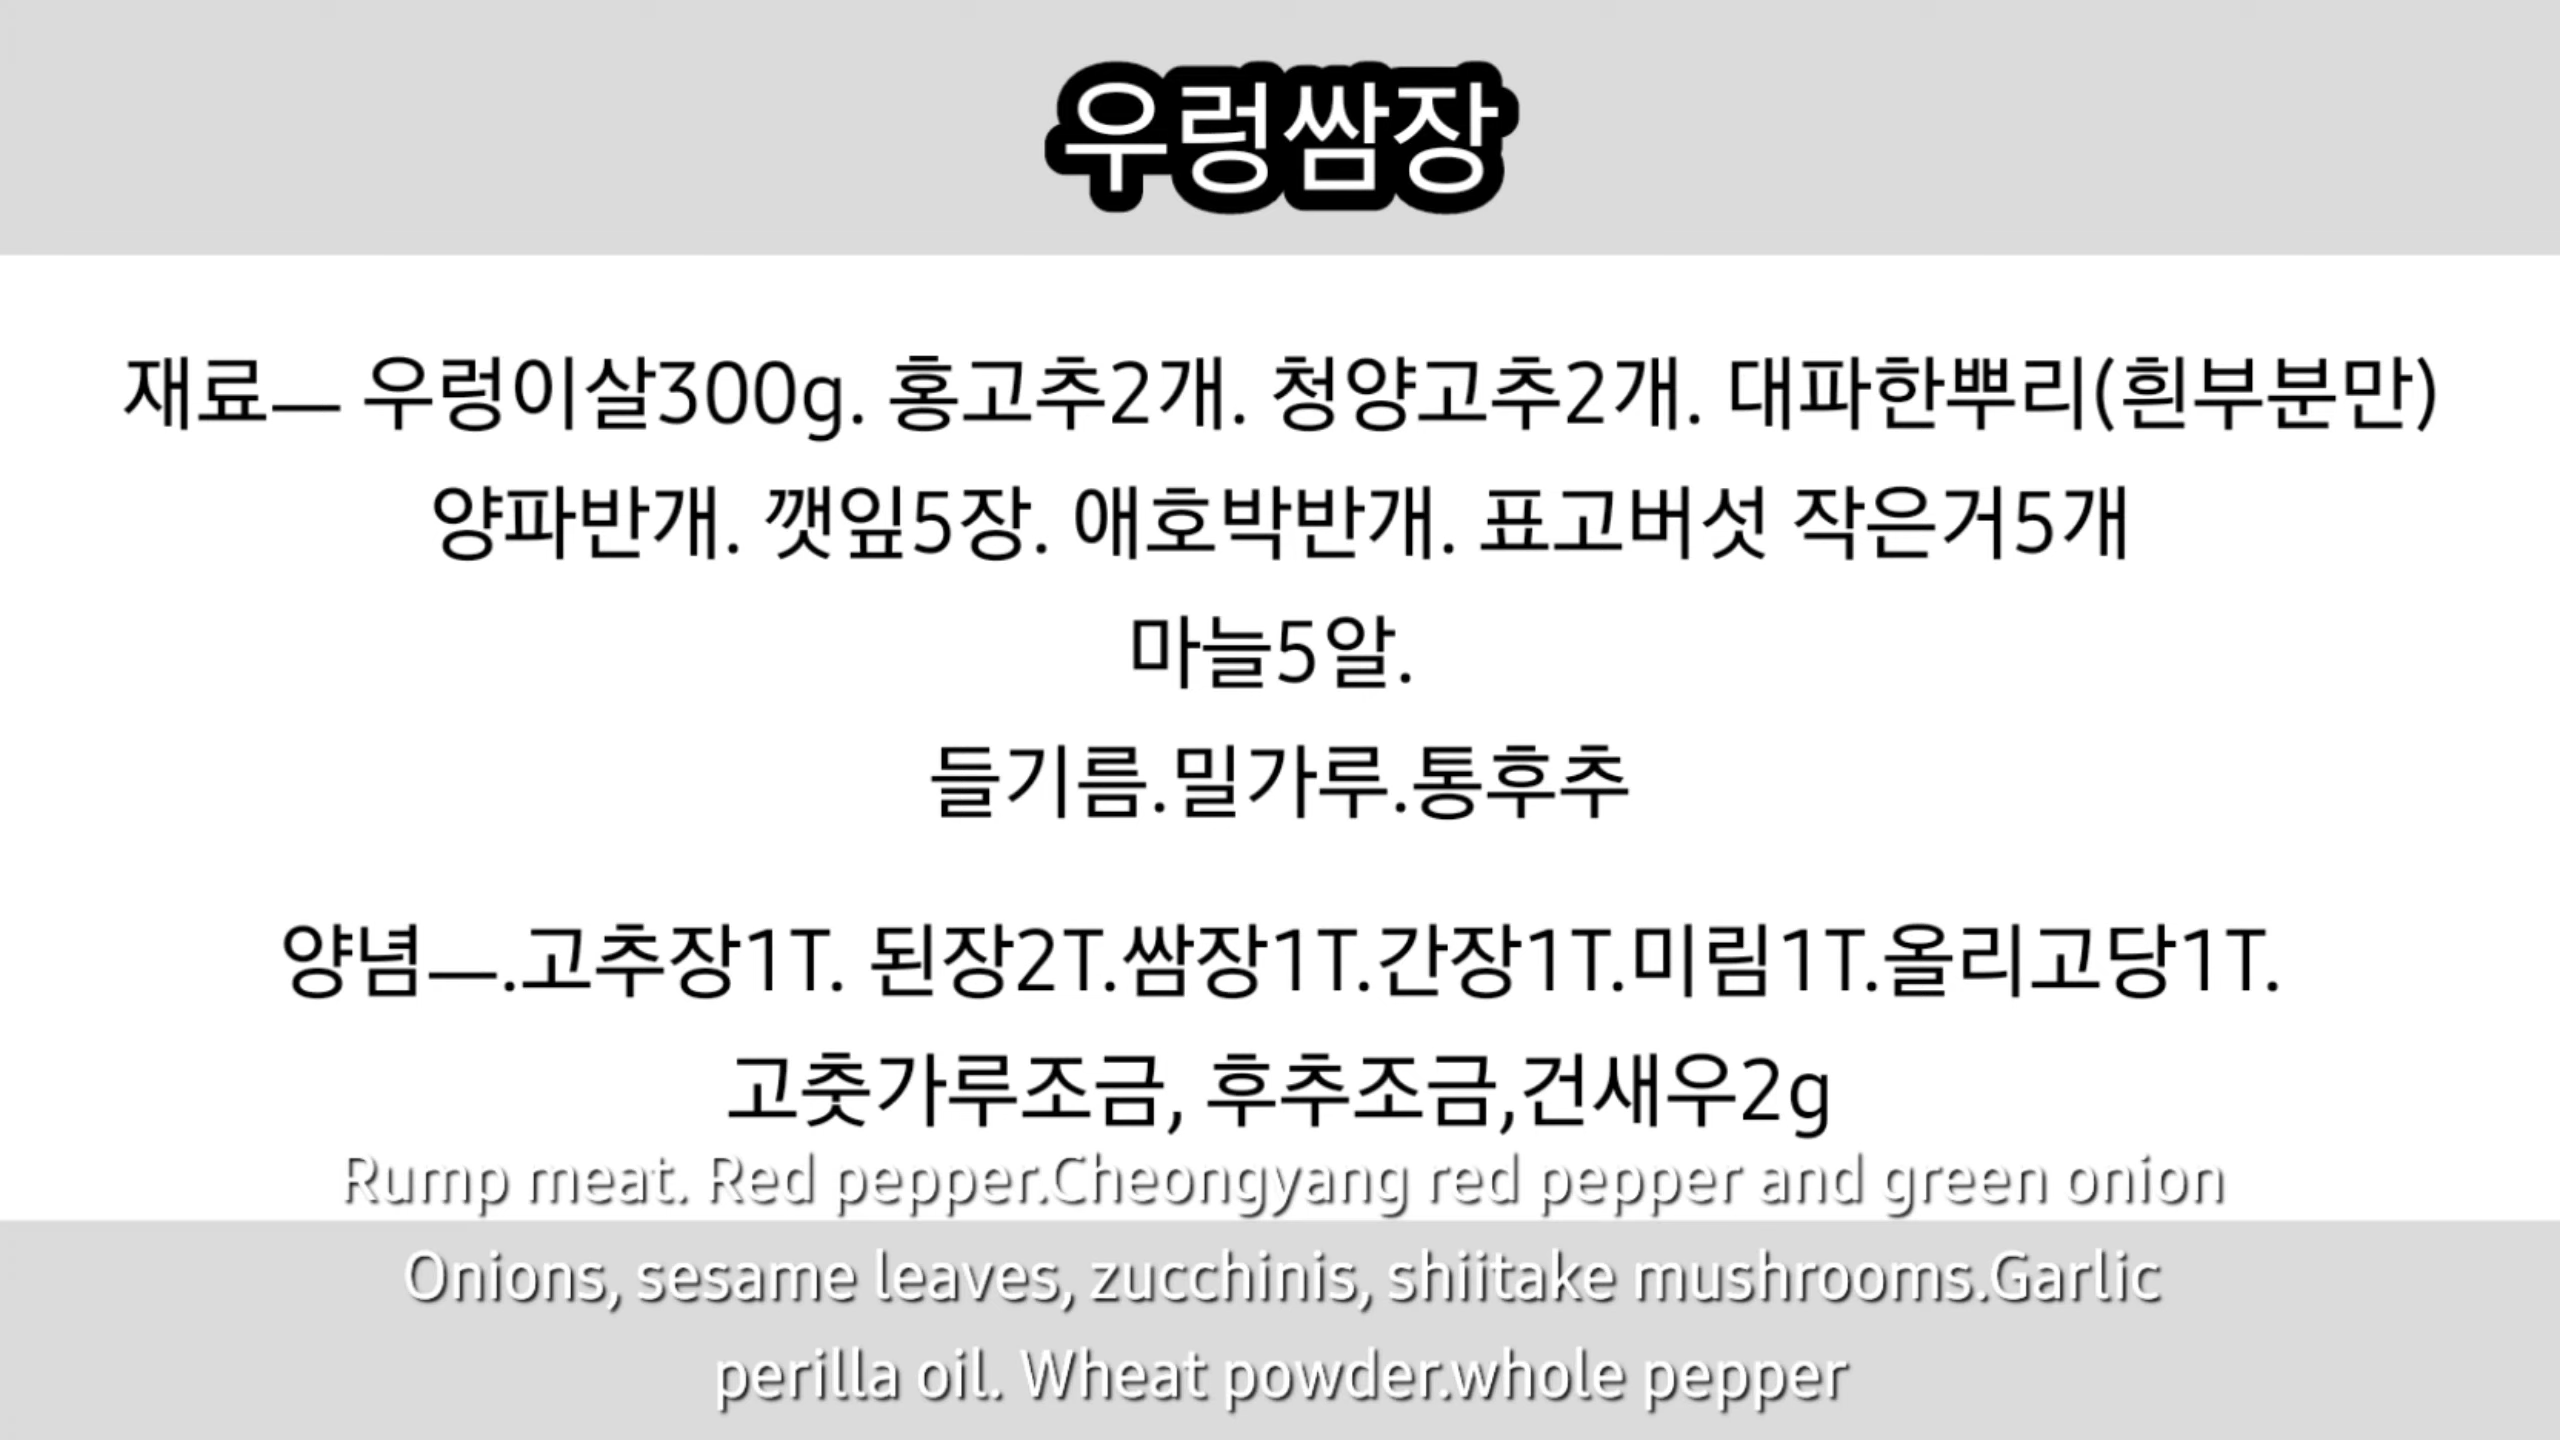 우렁쌈장
재료— 우렁이살300g. 홍고추2개. 청양고추2개. 대파한뿌리(흰부분만)
양파반개. 깻잎5장. 애호박반개. 표고버섯 작은거5개
마늘5알.
들기름.밀가루.통후추
양념—.고추장1T. 된장2T.쌈장1T.간장1T.미림1T.올리고당1T.
고춧가루조금, 후추조금,건새우2g
Rump meat. Red pepper.Cheongyang red pepper and green onion
Onions, sesame leaves, zucchinis, shiitake mushrooms.Garlic
perilla oil. Wheat powder.whole pepper